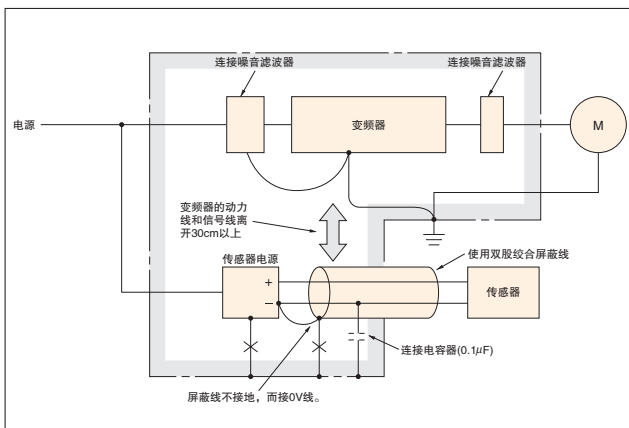 连接噪音滤波器
连接噪音滤波器
电源
变频器
M
变频器的动力
线和信号线离
开30cm以上
使用双股绞合屏蔽线
传感器电源
+
−
传感器
连接电容器(0.1μF)
屏蔽线不接地，而接0V线。